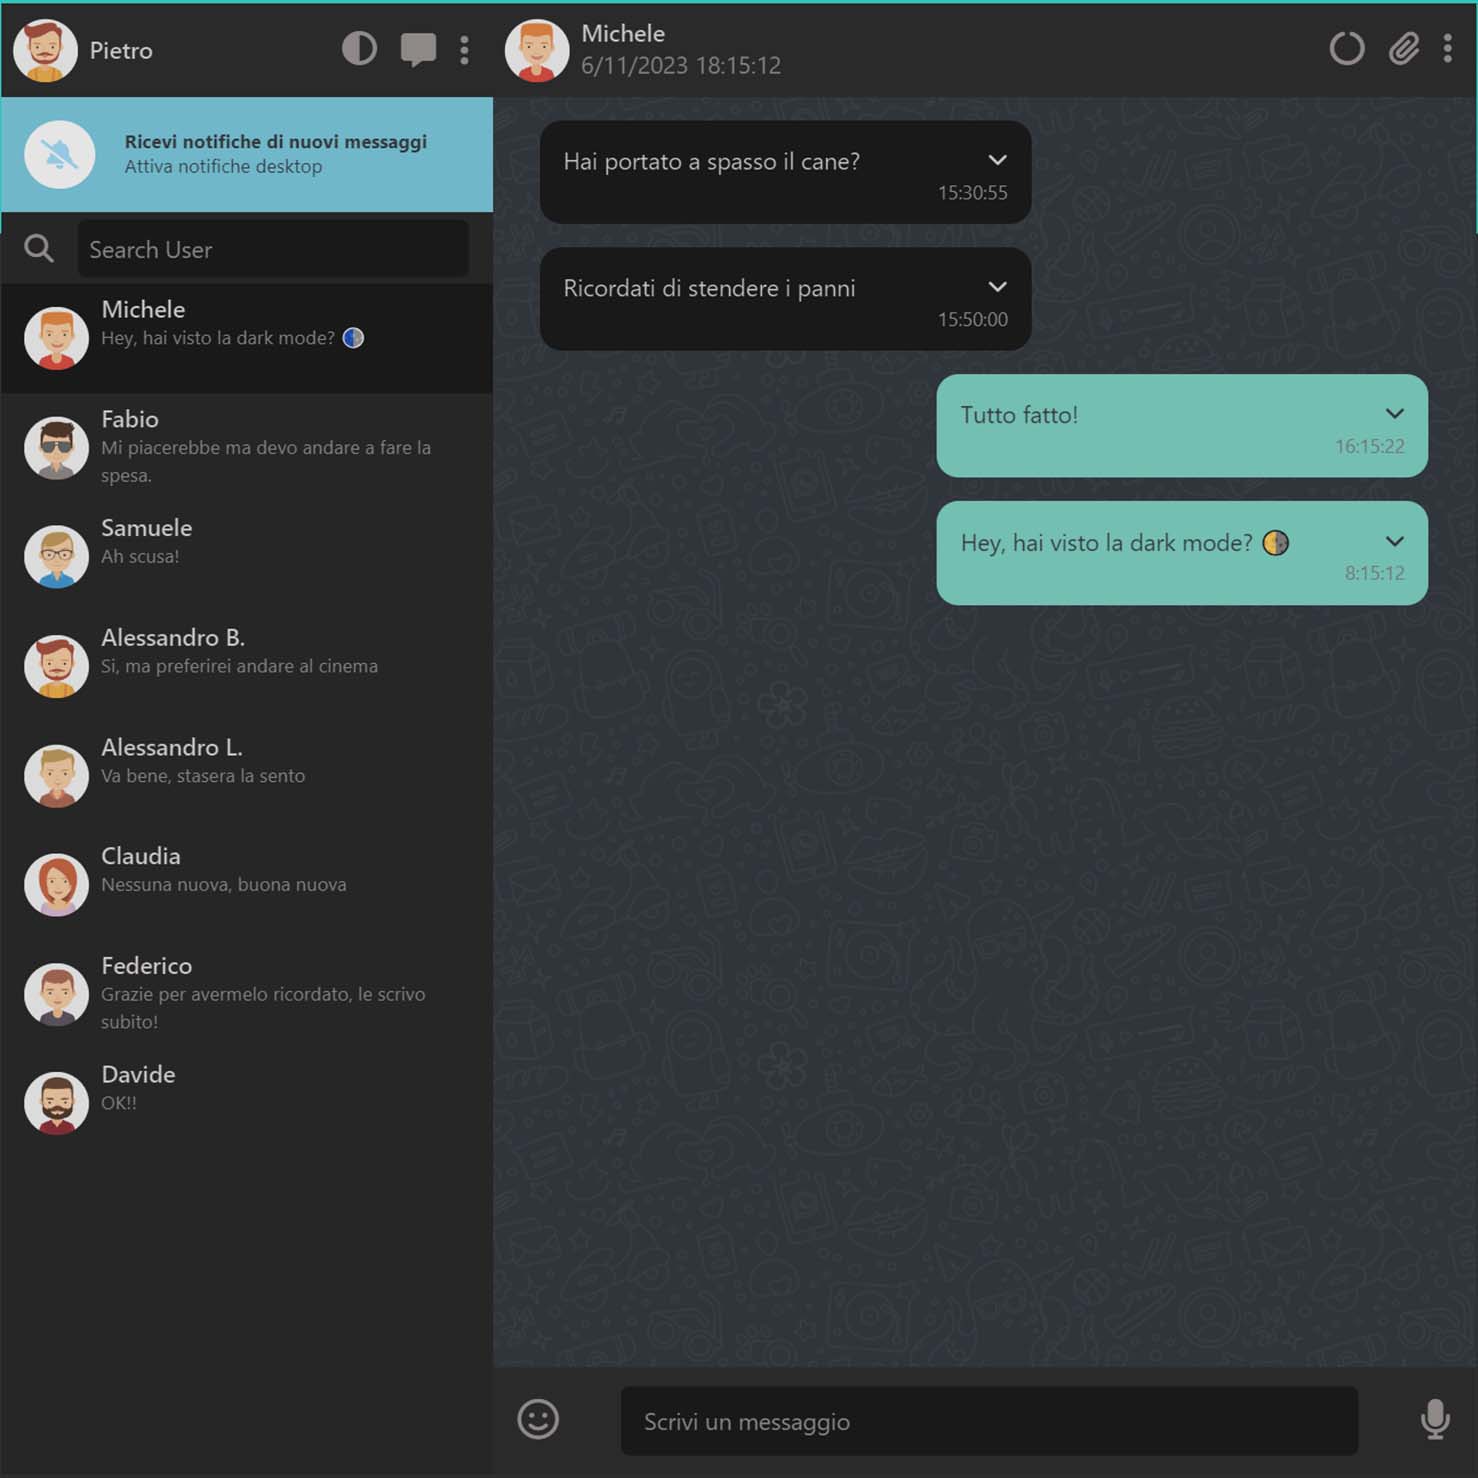 Pietro
Ricevi notifiche di nuovi messaggi
Attiva notifiche desktop
Search User
Michele
Hey, hai visto la dark mode? 🌗
Fabio
Mi piacerebbe ma devo andare a fare la
spesa.
Samuele
Ah scusa!
Alessandro B.
Si, ma preferirei andare al cinema
Alessandro L.
Va bene, stasera la sento
Claudia
Nessuna nuova, buona nuova
Federico
Grazie per avermelo ricordato, le scrivo
subito!
Davide
OK!!
Michele
6/11/2023 18:15:12
Hai portato a spasso il cane?
15:30:55
Ricordati di stendere i panni
15:50:00
Tutto fatto!
16:15:22
Hey, hai visto la dark mode? 🌗
8:15:12
Scrivi un messaggio